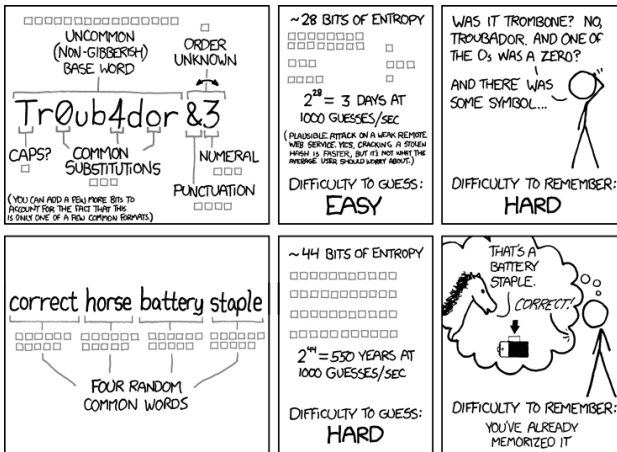 UNCOMMON
(NON-GIBBERISH)
BASE WORD
ORDER
UNKNOWN
Tr0ub4dor &3
CAPS?
COMMON
SUBSTITUTIONS
NUMERAL
PUNCTUATION
(YOU CAN ADD A FEW MORE BITS TO
ACCOUNT FOR THE FACT THAT THIS
IS ONLY ONE OF A FEW COMMON FORMATS.)
~28 BITS OF ENTROPY
2^28 = 3 DAYS AT
1000 GUESSES/SEC
(PLAUSIBLE ATTACK ON A WEAK REMOTE
WEB SERVICE. YES, CRACKING A STOLEN
HASH IS FASTER, BUT IT'S NOT WHAT THE
AVERAGE USER SHOULD WORRY ABOUT.)
DIFFICULTY TO GUESS:
EASY
WAS IT TROMBONE? NO,
TROUBADOR. AND ONE OF
THE Os WAS A ZERO?
AND THERE WAS
SOME SYMBOL...
DIFFICULTY TO REMEMBER:
HARD
correct horse battery staple
FOUR RANDOM
COMMON WORDS
~44 BITS OF ENTROPY
2^44 = 550 YEARS AT
1000 GUESSES/SEC
DIFFICULTY TO GUESS:
HARD
THAT'S A
BATTERY
STAPLE.
CORRECT!
DIFFICULTY TO REMEMBER:
YOU'VE ALREADY
MEMORIZED IT